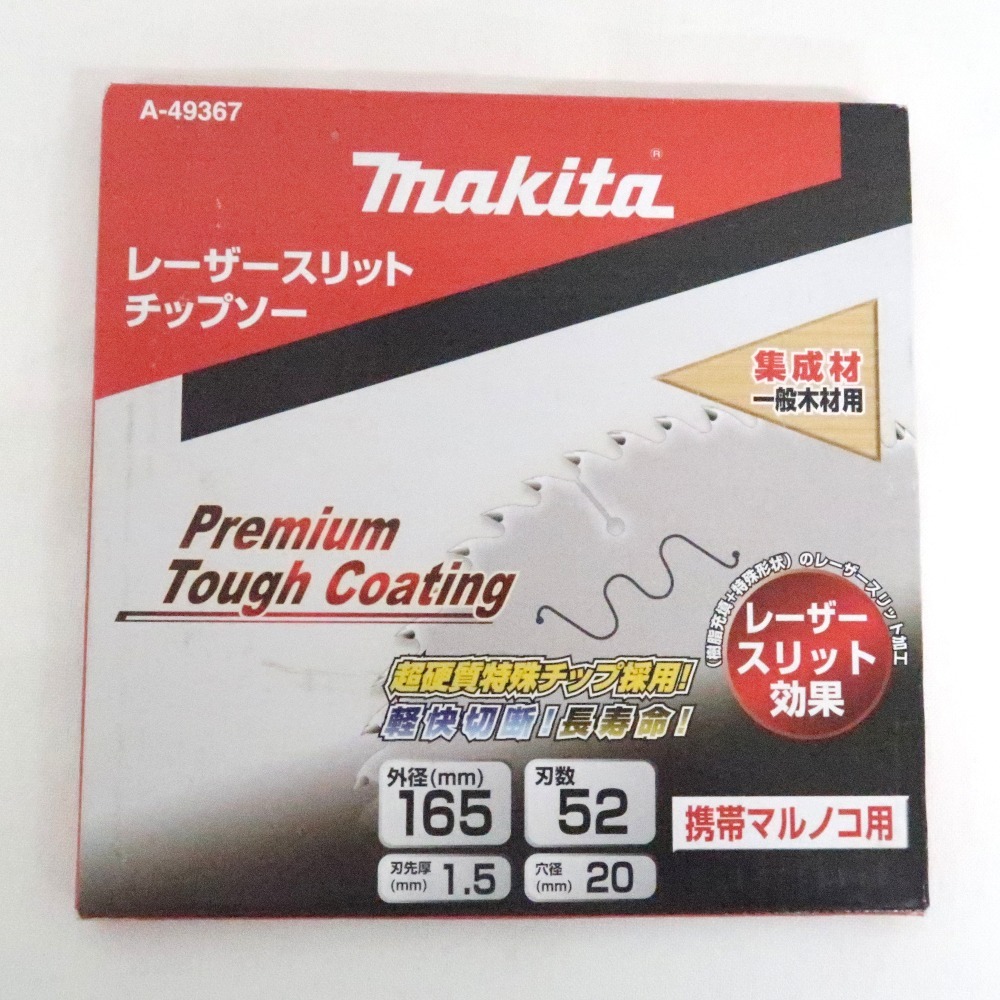 A-49367
makita®
レーザースリット
チップソー
集成材
一般木材用
Premium
Tough Coating
(樹脂充填+特殊形状)のレーザースリット加工
レーザー
スリット
効果
超硬質特殊チップ採用!
軽快切断!長寿命!
外径(mm)
165
刃数
52
刃先厚
(mm) 1.5
穴径
(mm) 20
携帯マルノコ用